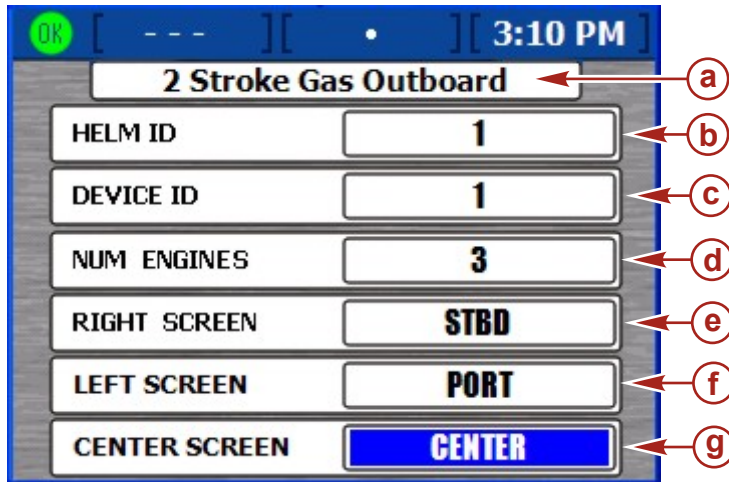 OK [ - - - ][ • ][ 3:10 PM ]
2 Stroke Gas Outboard a
HELM ID 1 b
DEVICE ID 1 c
NUM ENGINES 3 d
RIGHT SCREEN STBD e
LEFT SCREEN PORT f
CENTER SCREEN CENTER g